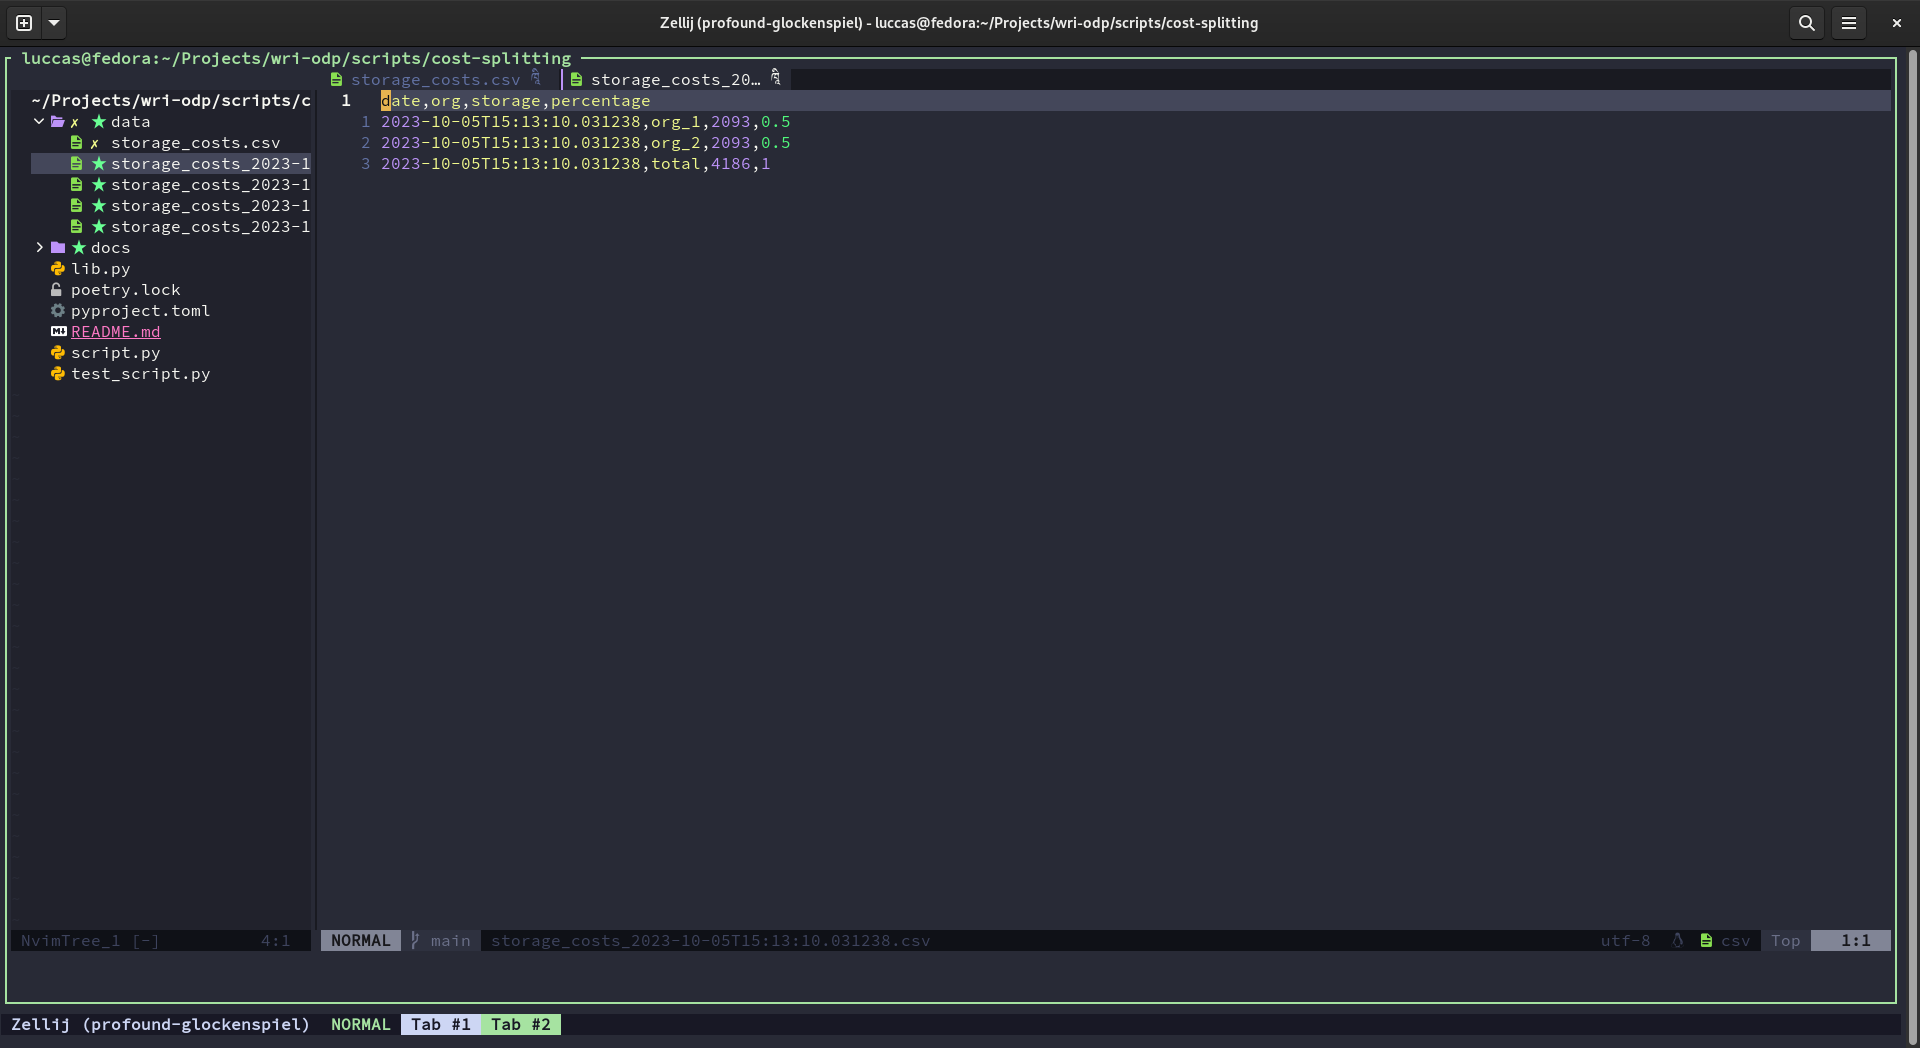 Zellij (profound-glockenspiel) - luccas@fedora:~/Projects/wri-odp/scripts/cost-splitting
luccas@fedora:~/Projects/wri-odp/scripts/cost-splitting
storage_costs.csv
storage_costs_20…
~/Projects/wri-odp/scripts/c
data
storage_costs.csv
storage_costs_2023-1
storage_costs_2023-1
storage_costs_2023-1
storage_costs_2023-1
docs
lib.py
poetry.lock
pyproject.toml
README.md
script.py
test_script.py
1 date,org,storage,percentage
1 2023-10-05T15:13:10.031238,org_1,2093,0.5
2 2023-10-05T15:13:10.031238,org_2,2093,0.5
3 2023-10-05T15:13:10.031238,total,4186,1
NvimTree_1 [-] 4:1
NORMAL main storage_costs_2023-10-05T15:13:10.031238.csv utf-8 csv Top 1:1
Zellij (profound-glockenspiel) NORMAL Tab #1 Tab #2